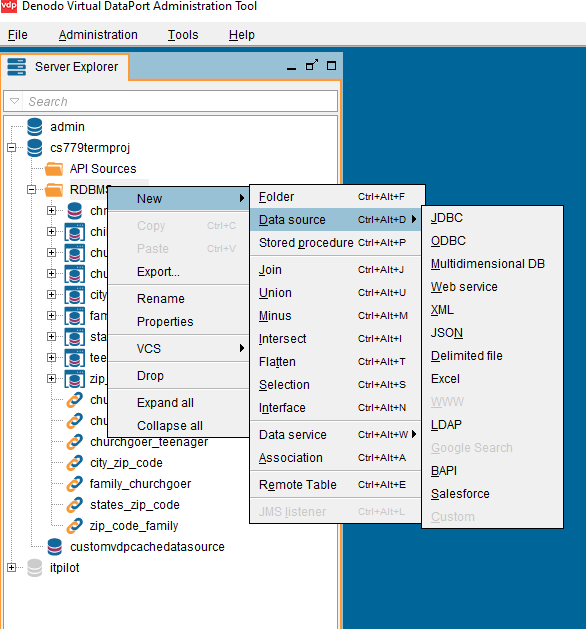 vdp Denodo Virtual DataPort Administration Tool
File Administration Tools Help
Server Explorer
Search
admin
cs779termproj
API Sources
RDBMS
chi
chu
chu
city
fam
stat
tee
zip_
chu
chu
churchgoer_teenager
city_zip_code
family_churchgoer
states_zip_code
zip_code_family
customvdpcachedatasource
itpilot
New
Copy Ctrl+C
Paste Ctrl+V
Export...
Rename
Properties
VCS
Drop
Expand all
Collapse all
Folder Ctrl+Alt+F
Data source Ctrl+Alt+D
Stored procedure Ctrl+Alt+P
Join Ctrl+Alt+J
Union Ctrl+Alt+U
Minus Ctrl+Alt+M
Intersect Ctrl+Alt+I
Flatten Ctrl+Alt+T
Selection Ctrl+Alt+S
Interface Ctrl+Alt+N
Data service Ctrl+Alt+W
Association Ctrl+Alt+A
Remote Table Ctrl+Alt+E
JMS listener Ctrl+Alt+L
JDBC
ODBC
Multidimensional DB
Web service
XML
JSON
Delimited file
Excel
WWW
LDAP
Google Search
BAPI
Salesforce
Custom